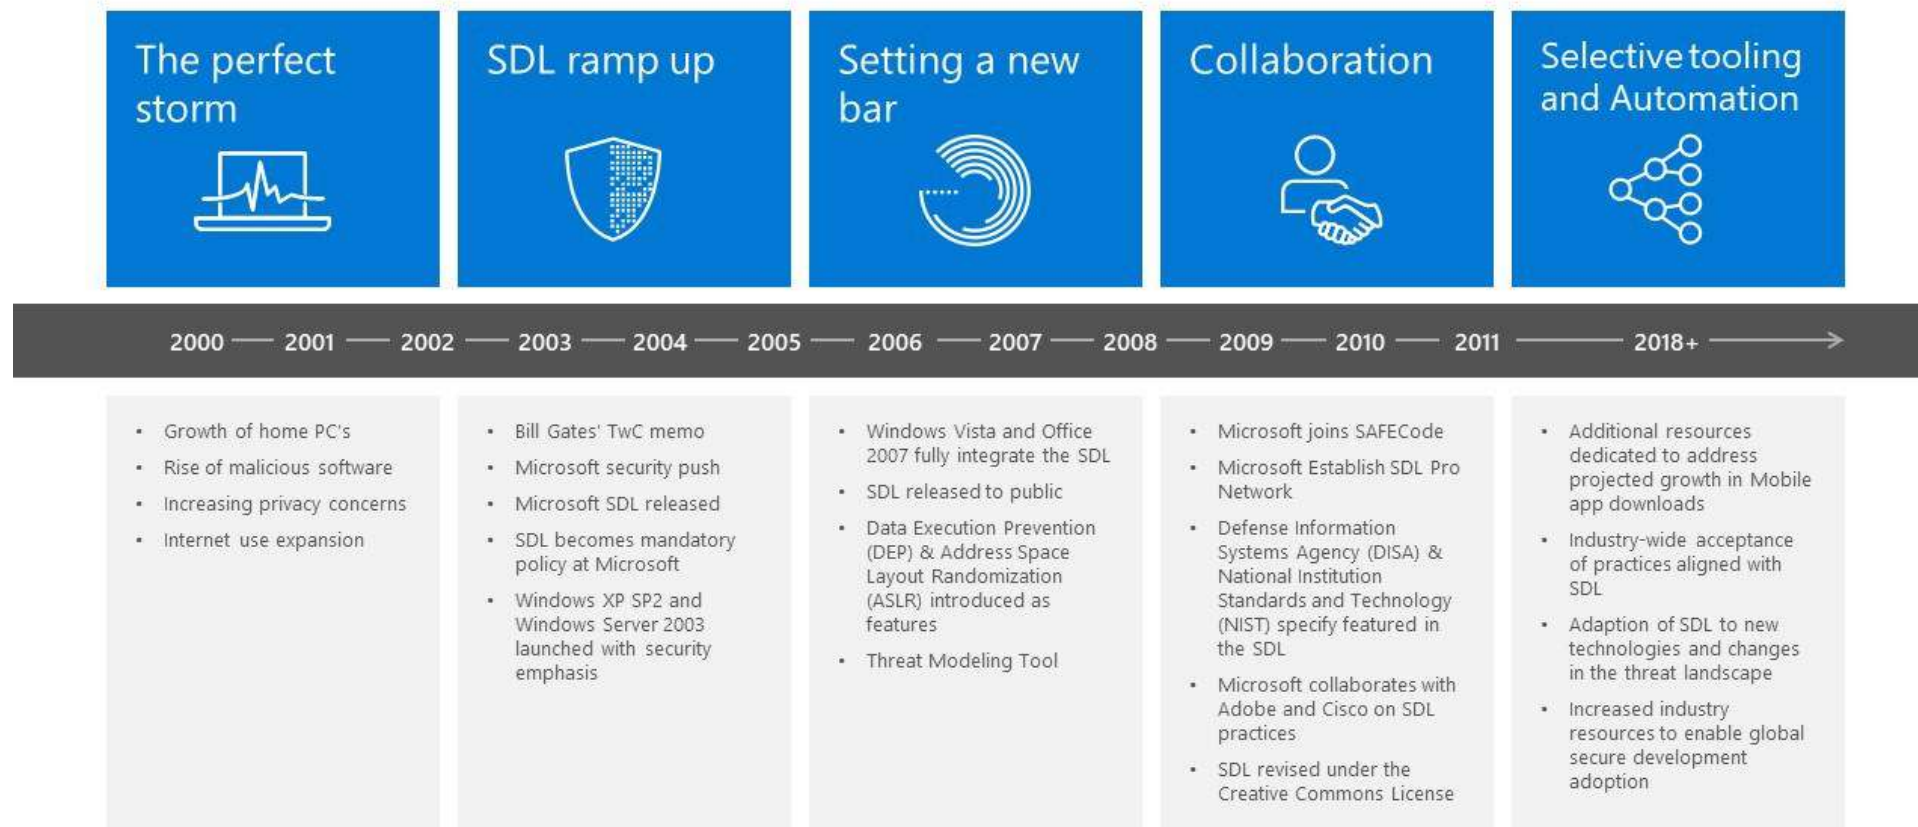 The perfect
storm
SDL ramp up
Setting a new
bar
Collaboration
Selective tooling
and Automation
2000 2001 2002 2003 2004 2005 2006 2007 2008 2009 2010 2011 2018+
• Growth of home PC's
• Rise of malicious software
• Increasing privacy concerns
• Internet use expansion
• Bill Gates' TwC memo
• Microsoft security push
• Microsoft SDL released
• SDL becomes mandatory
policy at Microsoft
• Windows XP SP2 and
Windows Server 2003
launched with security
emphasis
• Windows Vista and Office
2007 fully integrate the SDL
• SDL released to public
• Data Execution Prevention
(DEP) & Address Space
Layout Randomization
(ASLR) introduced as
features
• Threat Modeling Tool
• Microsoft joins SAFECode
• Microsoft Establish SDL Pro
Network
• Defense Information
Systems Agency (DISA) &
National Institution
Standards and Technology
(NIST) specify featured in
the SDL
• Microsoft collaborates with
Adobe and Cisco on SDL
practices
• SDL revised under the
Creative Commons License
• Additional resources
dedicated to address
projected growth in Mobile
app downloads
• Industry-wide acceptance
of practices aligned with
SDL
• Adaption of SDL to new
technologies and changes
in the threat landscape
• Increased industry
resources to enable global
secure development
adoption